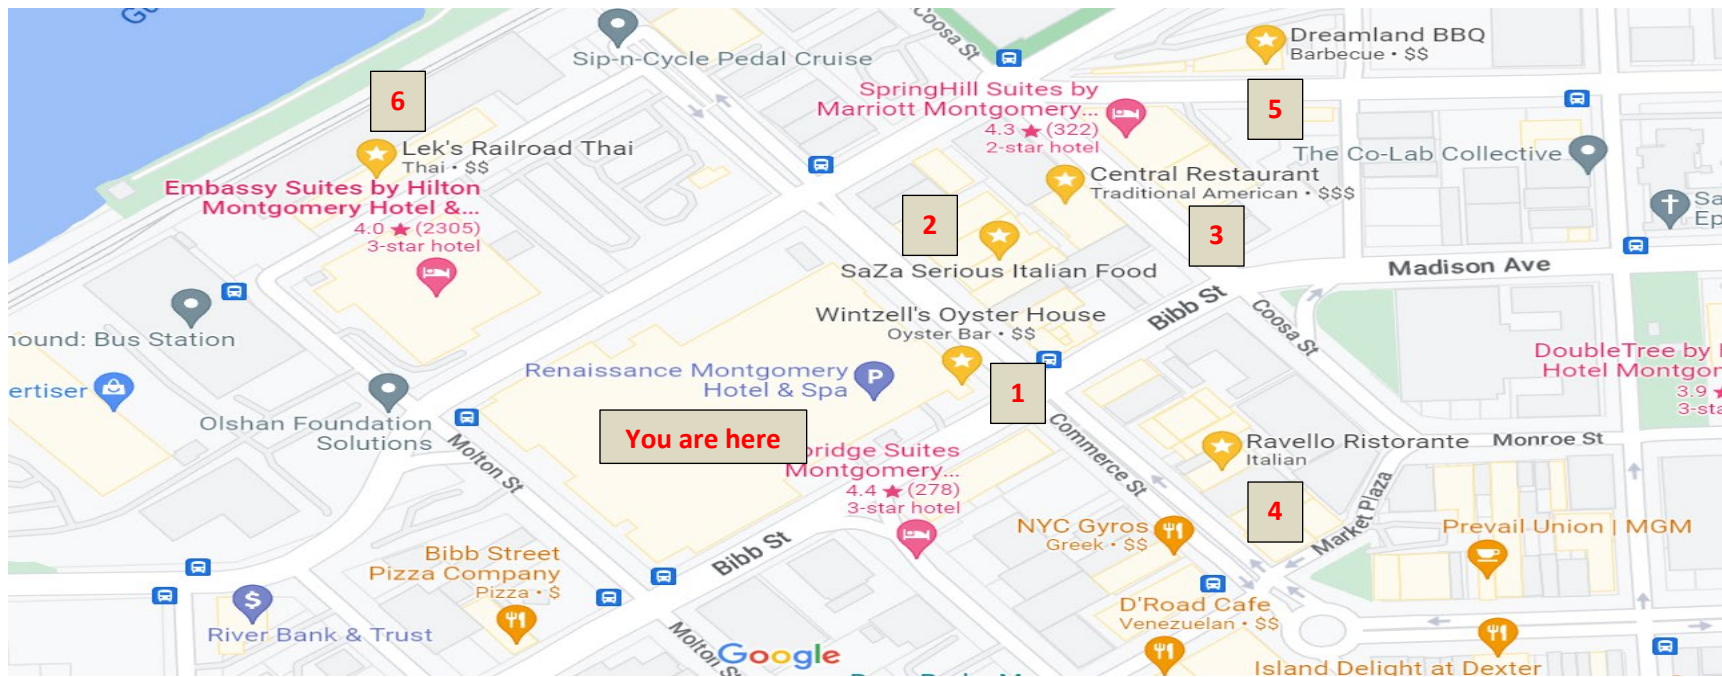 Go
Coosa St
Sip-n-Cycle Pedal Cruise
Dreamland BBQ
Barbecue • $$
6
SpringHill Suites by
Marriott Montgomery...
4.3 ★ (322)
2-star hotel
5
Lek's Railroad Thai
Thai • $$
The Co-Lab Collective
Embassy Suites by Hilton
Montgomery Hotel &...
4.0 ★ (2305)
3-star hotel
Central Restaurant
Traditional American • $$$
Sa
Ep
2
3
SaZa Serious Italian Food
Madison Ave
Bibb St
Coosa St
Wintzell's Oyster House
Oyster Bar • $$
hound: Bus Station
Renaissance Montgomery
Hotel & Spa
P
1
DoubleTree by
Hotel Montgom
3.9 ★
3-sta
ertiser
Olshan Foundation
Solutions
You are here
Molton St
bridge Suites
Montgomery...
4.4 ★ (278)
3-star hotel
Commerce St
Ravello Ristorante
Italian
Monroe St
4
Market Plaza
NYC Gyros
Greek • $$
Prevail Union | MGM
Bibb St
Bibb Street
Pizza Company
Pizza • $
$
River Bank & Trust
D'Road Cafe
Venezuelan • $$
Molton St
Google
Island Delight at Dexter